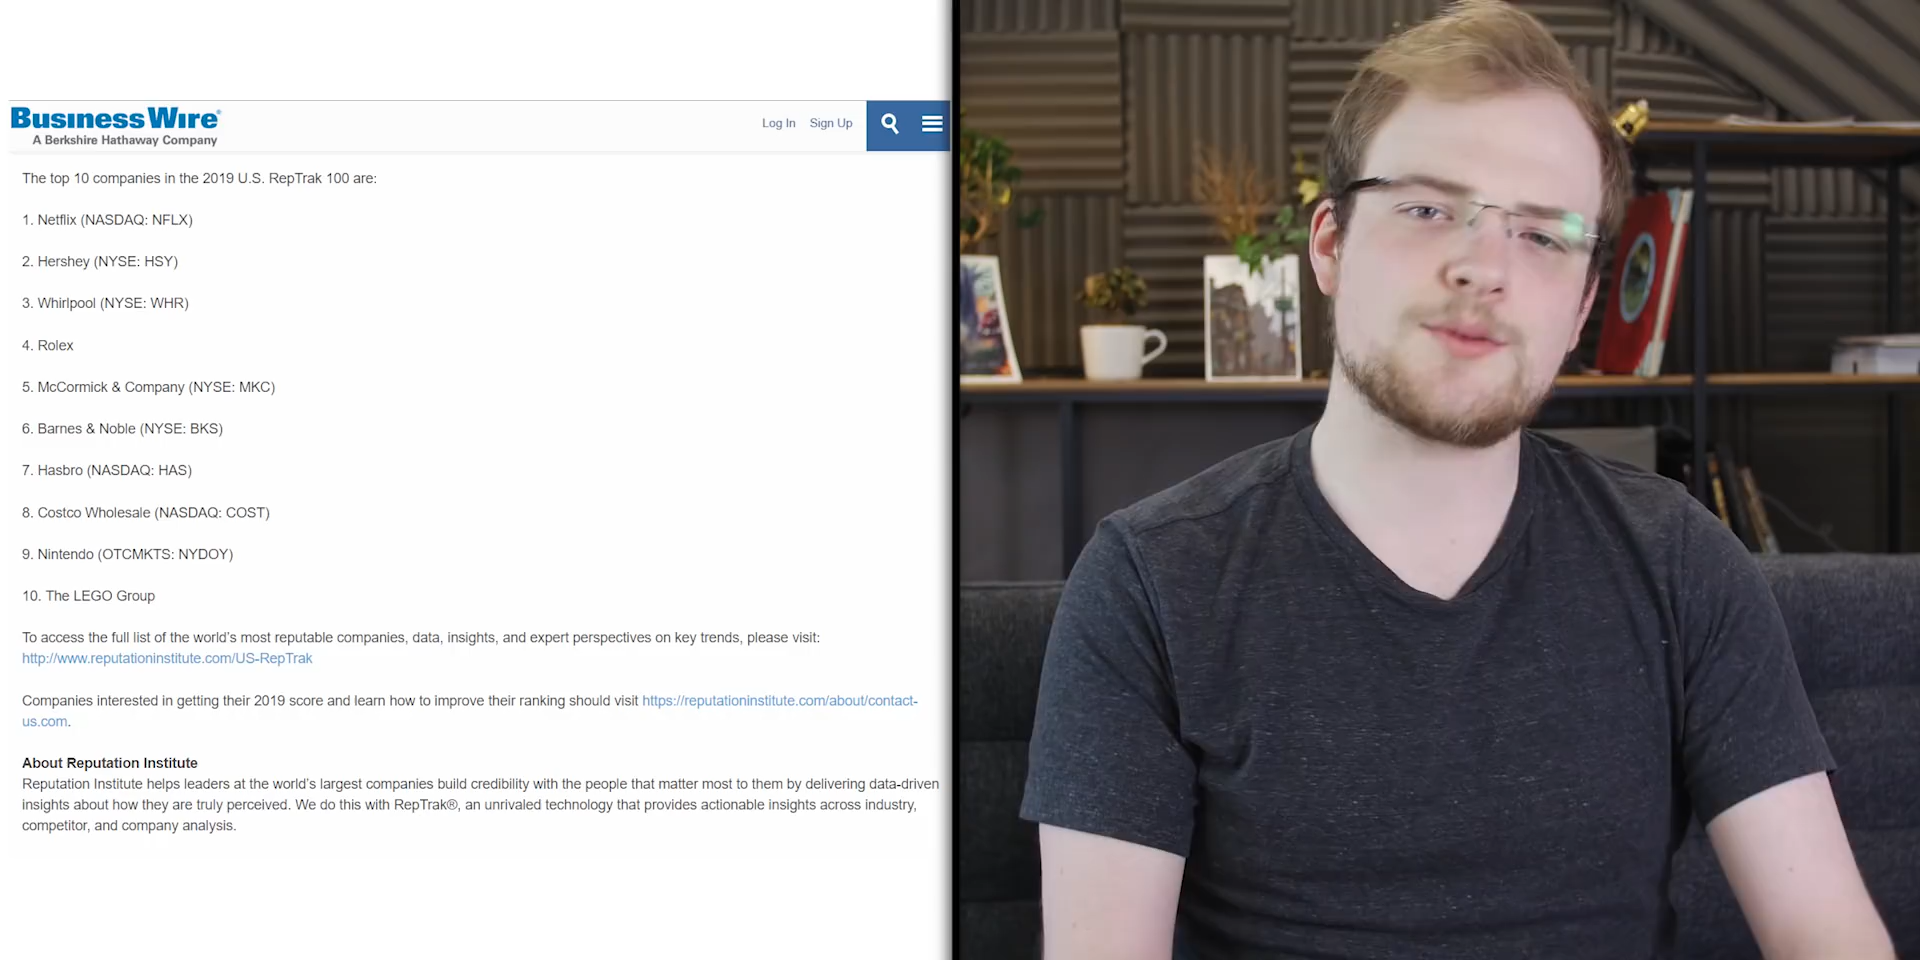 BusinessWire®
A Berkshire Hathaway Company
Log In Sign Up
The top 10 companies in the 2019 U.S. RepTrak 100 are:
1. Netflix (NASDAQ: NFLX)
2. Hershey (NYSE: HSY)
3. Whirlpool (NYSE: WHR)
4. Rolex
5. McCormick & Company (NYSE: MKC)
6. Barnes & Noble (NYSE: BKS)
7. Hasbro (NASDAQ: HAS)
8. Costco Wholesale (NASDAQ: COST)
9. Nintendo (OTCMKTS: NYDOY)
10. The LEGO Group
To access the full list of the world's most reputable companies, data, insights, and expert perspectives on key trends, please visit:
http://www.reputationinstitute.com/US-RepTrak
Companies interested in getting their 2019 score and learn how to improve their ranking should visit https://reputationinstitute.com/about/contact-
us.com.
About Reputation Institute
Reputation Institute helps leaders at the world's largest companies build credibility with the people that matter most to them by delivering data-driven
insights about how they are truly perceived. We do this with RepTrak®, an unrivaled technology that provides actionable insights across industry,
competitor, and company analysis.